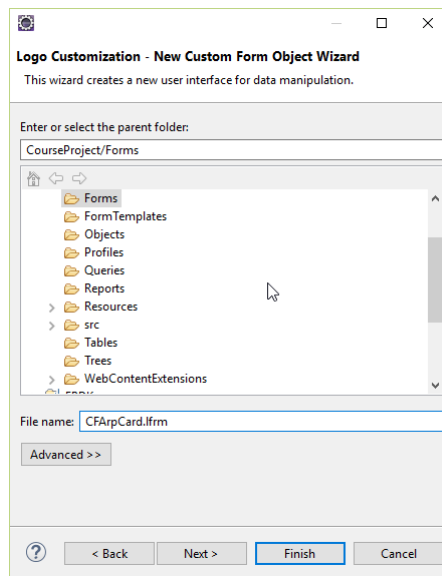 Logo Customization - New Custom Form Object Wizard
This wizard creates a new user interface for data manipulation.
Enter or select the parent folder:
CourseProject/Forms
Forms
FormTemplates
Objects
Profiles
Queries
Reports
Resources
src
Tables
Trees
WebContentExtensions
File name: CFArpCard.lfrm
Advanced >>
? < Back Next > Finish Cancel